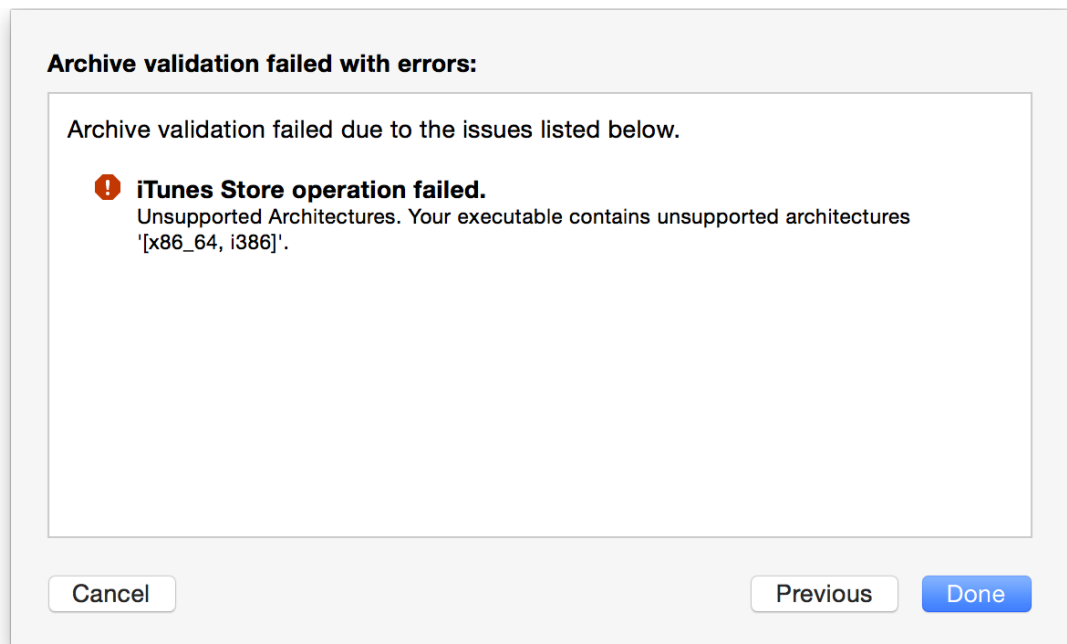 Archive validation failed with errors:
Archive validation failed due to the issues listed below.
iTunes Store operation failed.
Unsupported Architectures. Your executable contains unsupported architectures
'[x86_64, i386]'.
Cancel
Previous
Done